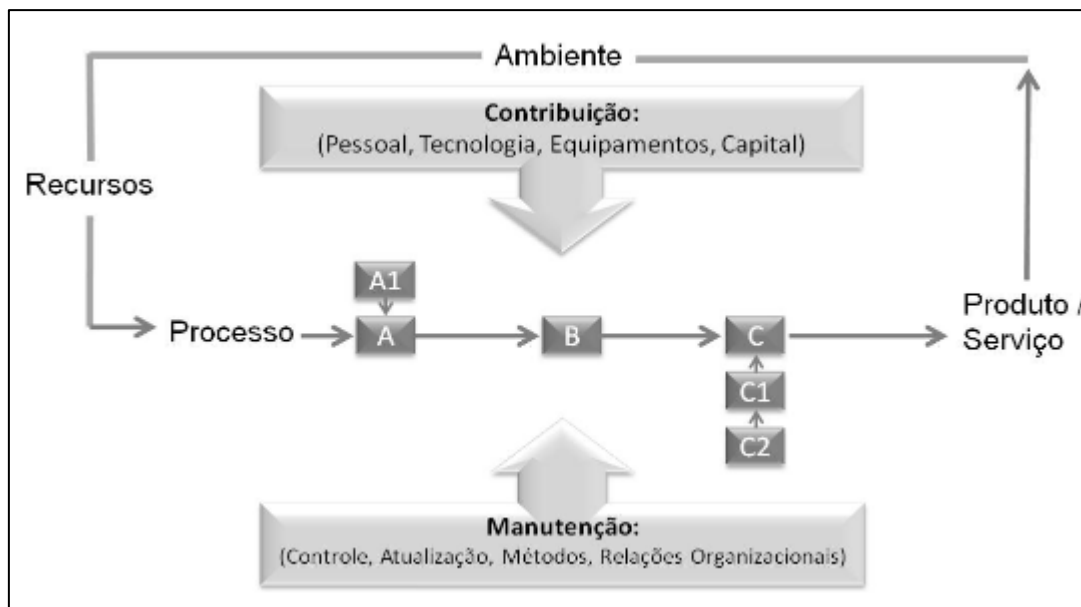 Ambiente
Contribuição:
(Pessoal, Tecnologia, Equipamentos, Capital)
Recursos
A1
Processo
A
B
C
Produto /
Serviço
C1
C2
Manutenção:
(Controle, Atualização, Métodos, Relações Organizacionais)